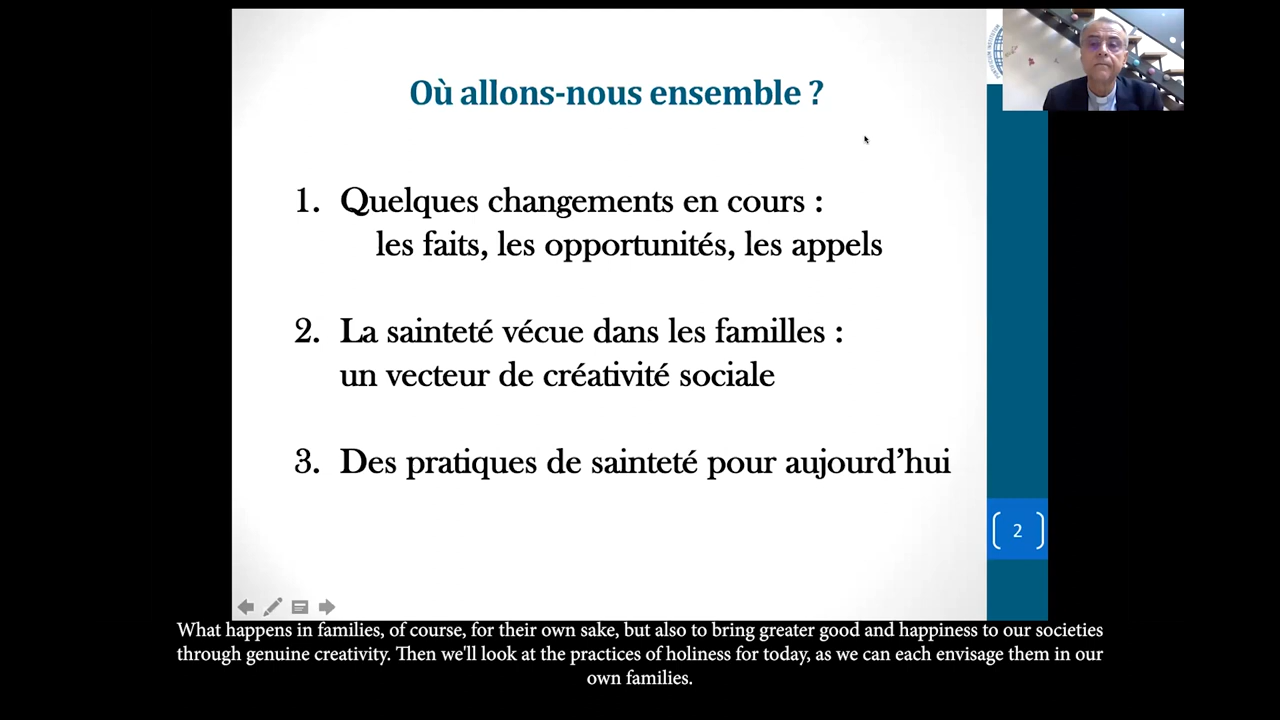 Où allons-nous ensemble ?
1. Quelques changements en cours :
les faits, les opportunités, les appels
2. La sainteté vécue dans les familles :
un vecteur de créativité sociale
3. Des pratiques de sainteté pour aujourd’hui
2
What happens in families, of course, for their own sake, but also to bring greater good and happiness to our societies
through genuine creativity. Then we'll look at the practices of holiness for today, as we can each envisage them in our
own families.